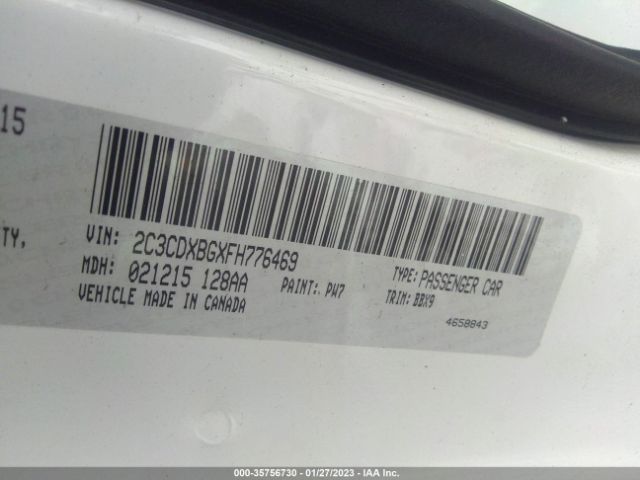 15
TY,
VIN: 2C3CDXBGXFH776469
MDH: 021215 128AA
PAINT: PW7
VEHICLE MADE IN CANADA
TYPE: PASSENGER CAR
TRIM: BBX9
4658843
000-35756730 - 01/27/2023 - IAA Inc.